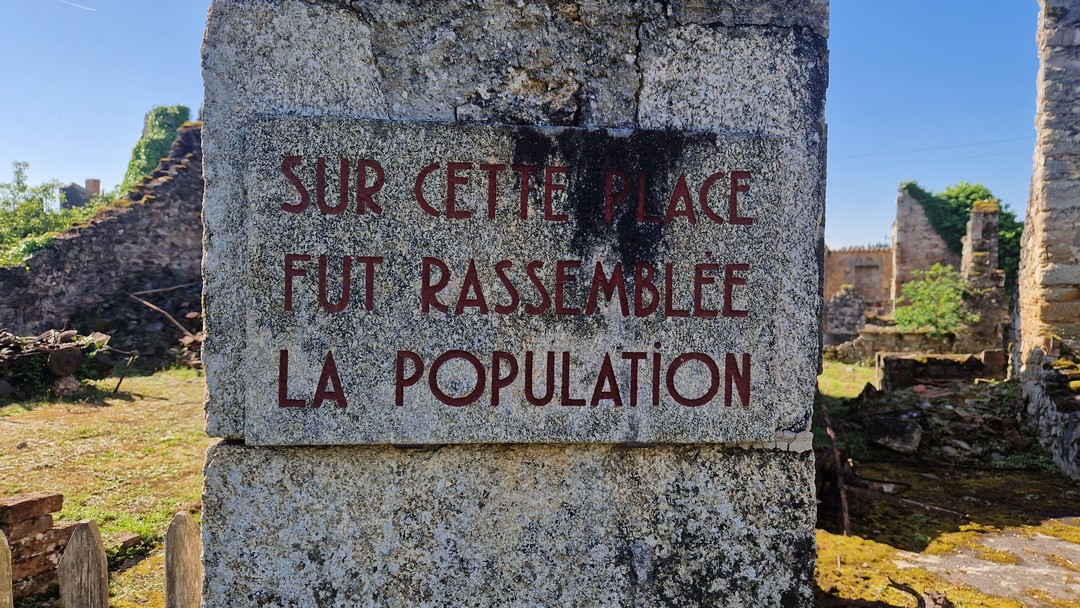 SUR CETTE PLACE
FUT RASSEMBLÉE
LA POPULATION